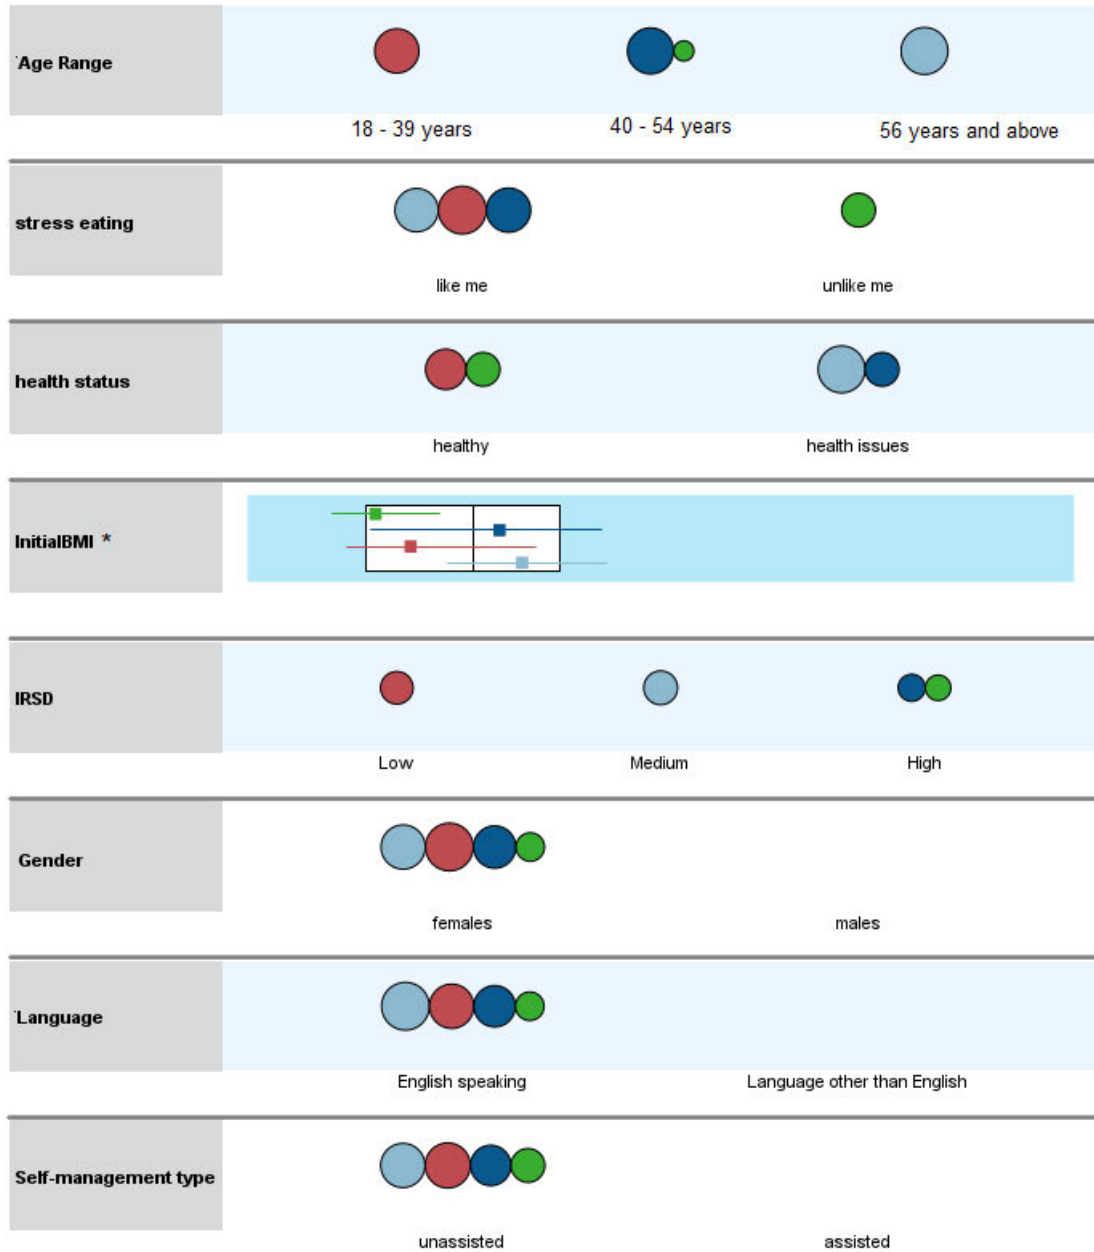 Age Range
18 - 39 years
40 - 54 years
56 years and above
stress eating
like me
unlike me
health status
healthy
health issues
InitialBMI *
IRSD
Low
Medium
High
Gender
females
males
Language
English speaking
Language other than English
Self-management type
unassisted
assisted